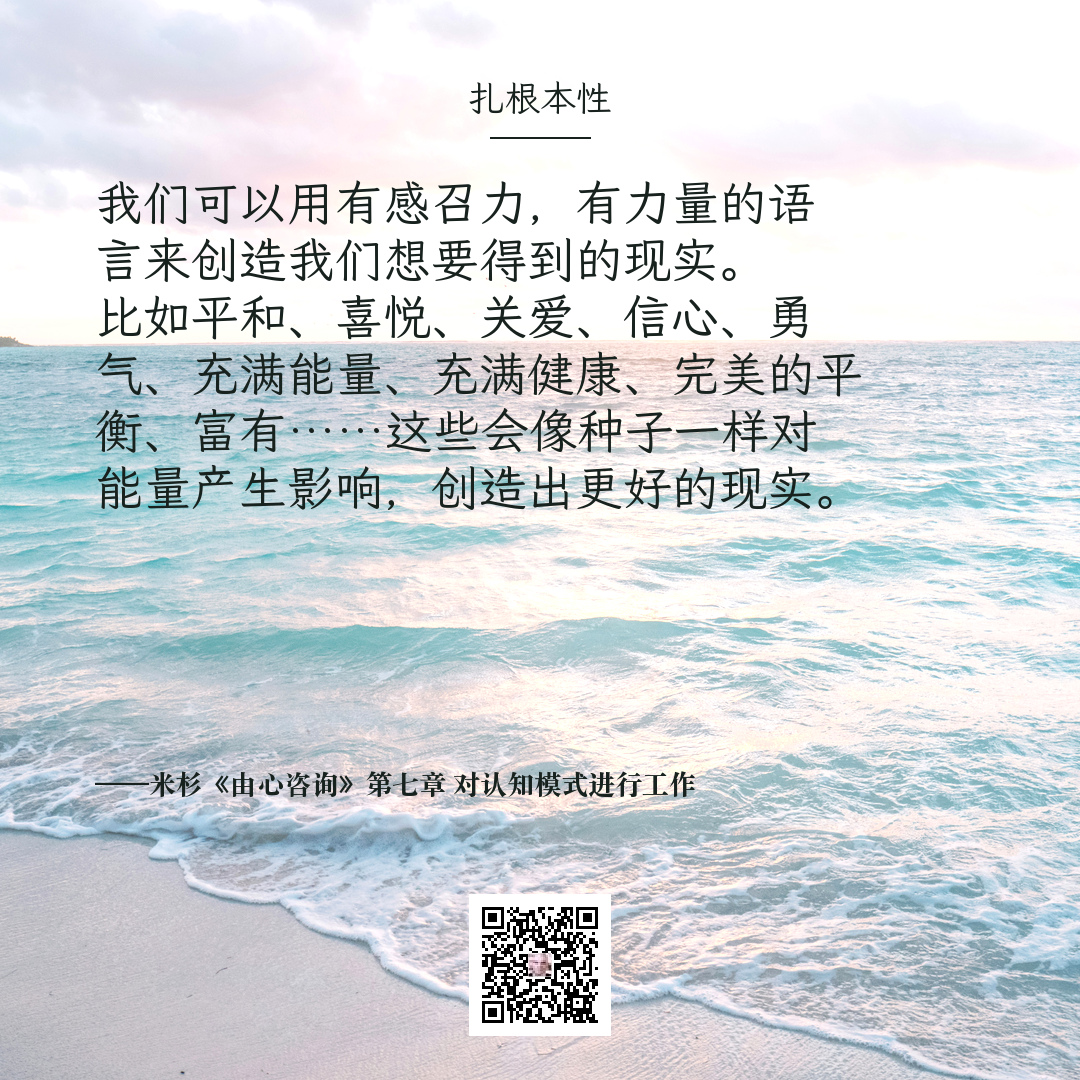 扎根本性
我们可以用有感召力，有力量的语
言来创造我们想要得到的现实。
比如平和、喜悦、关爱、信心、勇
气、充满能量、充满健康、完美的平
衡、富有……这些会像种子一样对
能量产生影响，创造出更好的现实。
——米杉《由心咨询》第七章 对认知模式进行工作